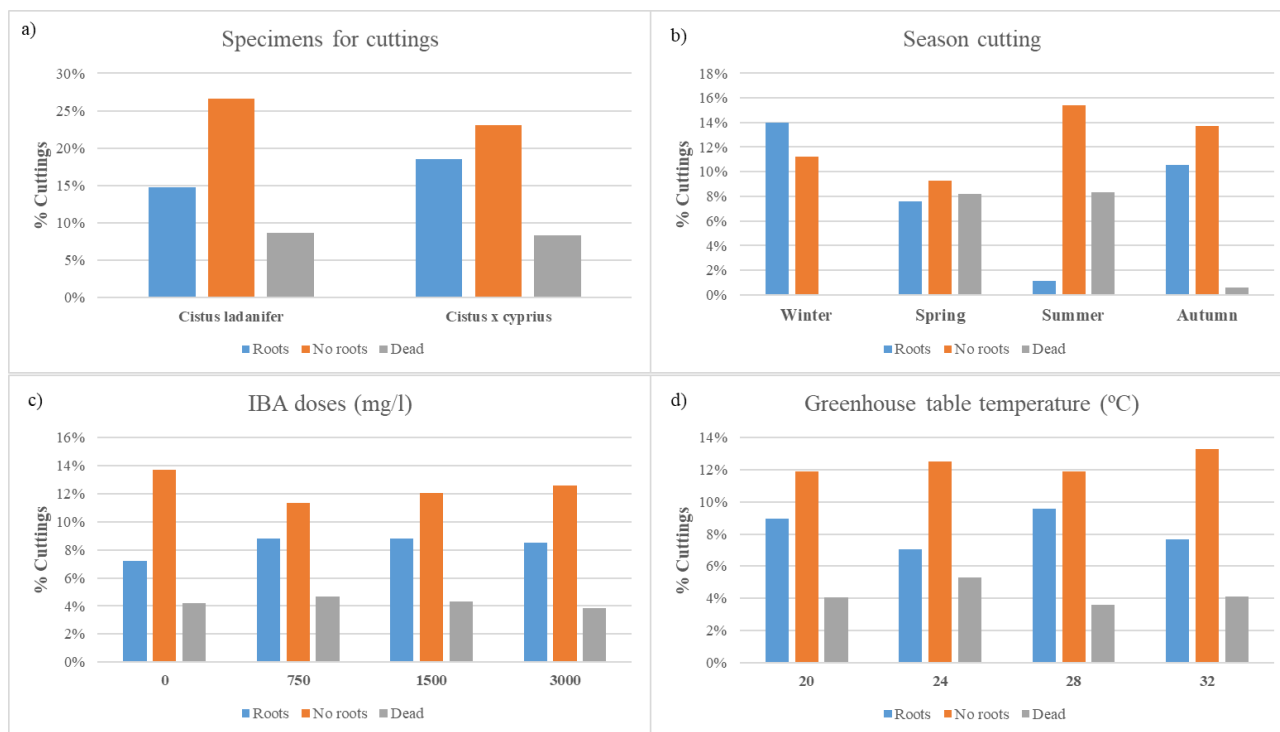 a)
Specimens for cuttings
30%
25%
20%
15%
10%
5%
0%
% Cuttings
Cistus ladanifer Cistus x cyprius
Roots No roots Dead
b)
Season cutting
18%
16%
14%
12%
10%
8%
6%
4%
2%
0%
% Cuttings
Winter Spring Summer Autumn
Roots No roots Dead
c)
IBA doses (mg/l)
16%
14%
12%
10%
8%
6%
4%
2%
0%
% Cuttings
0 750 1500 3000
Roots No roots Dead
d)
Greenhouse table temperature (ºC)
14%
12%
10%
8%
6%
4%
2%
0%
% Cuttings
20 24 28 32
Roots No roots Dead